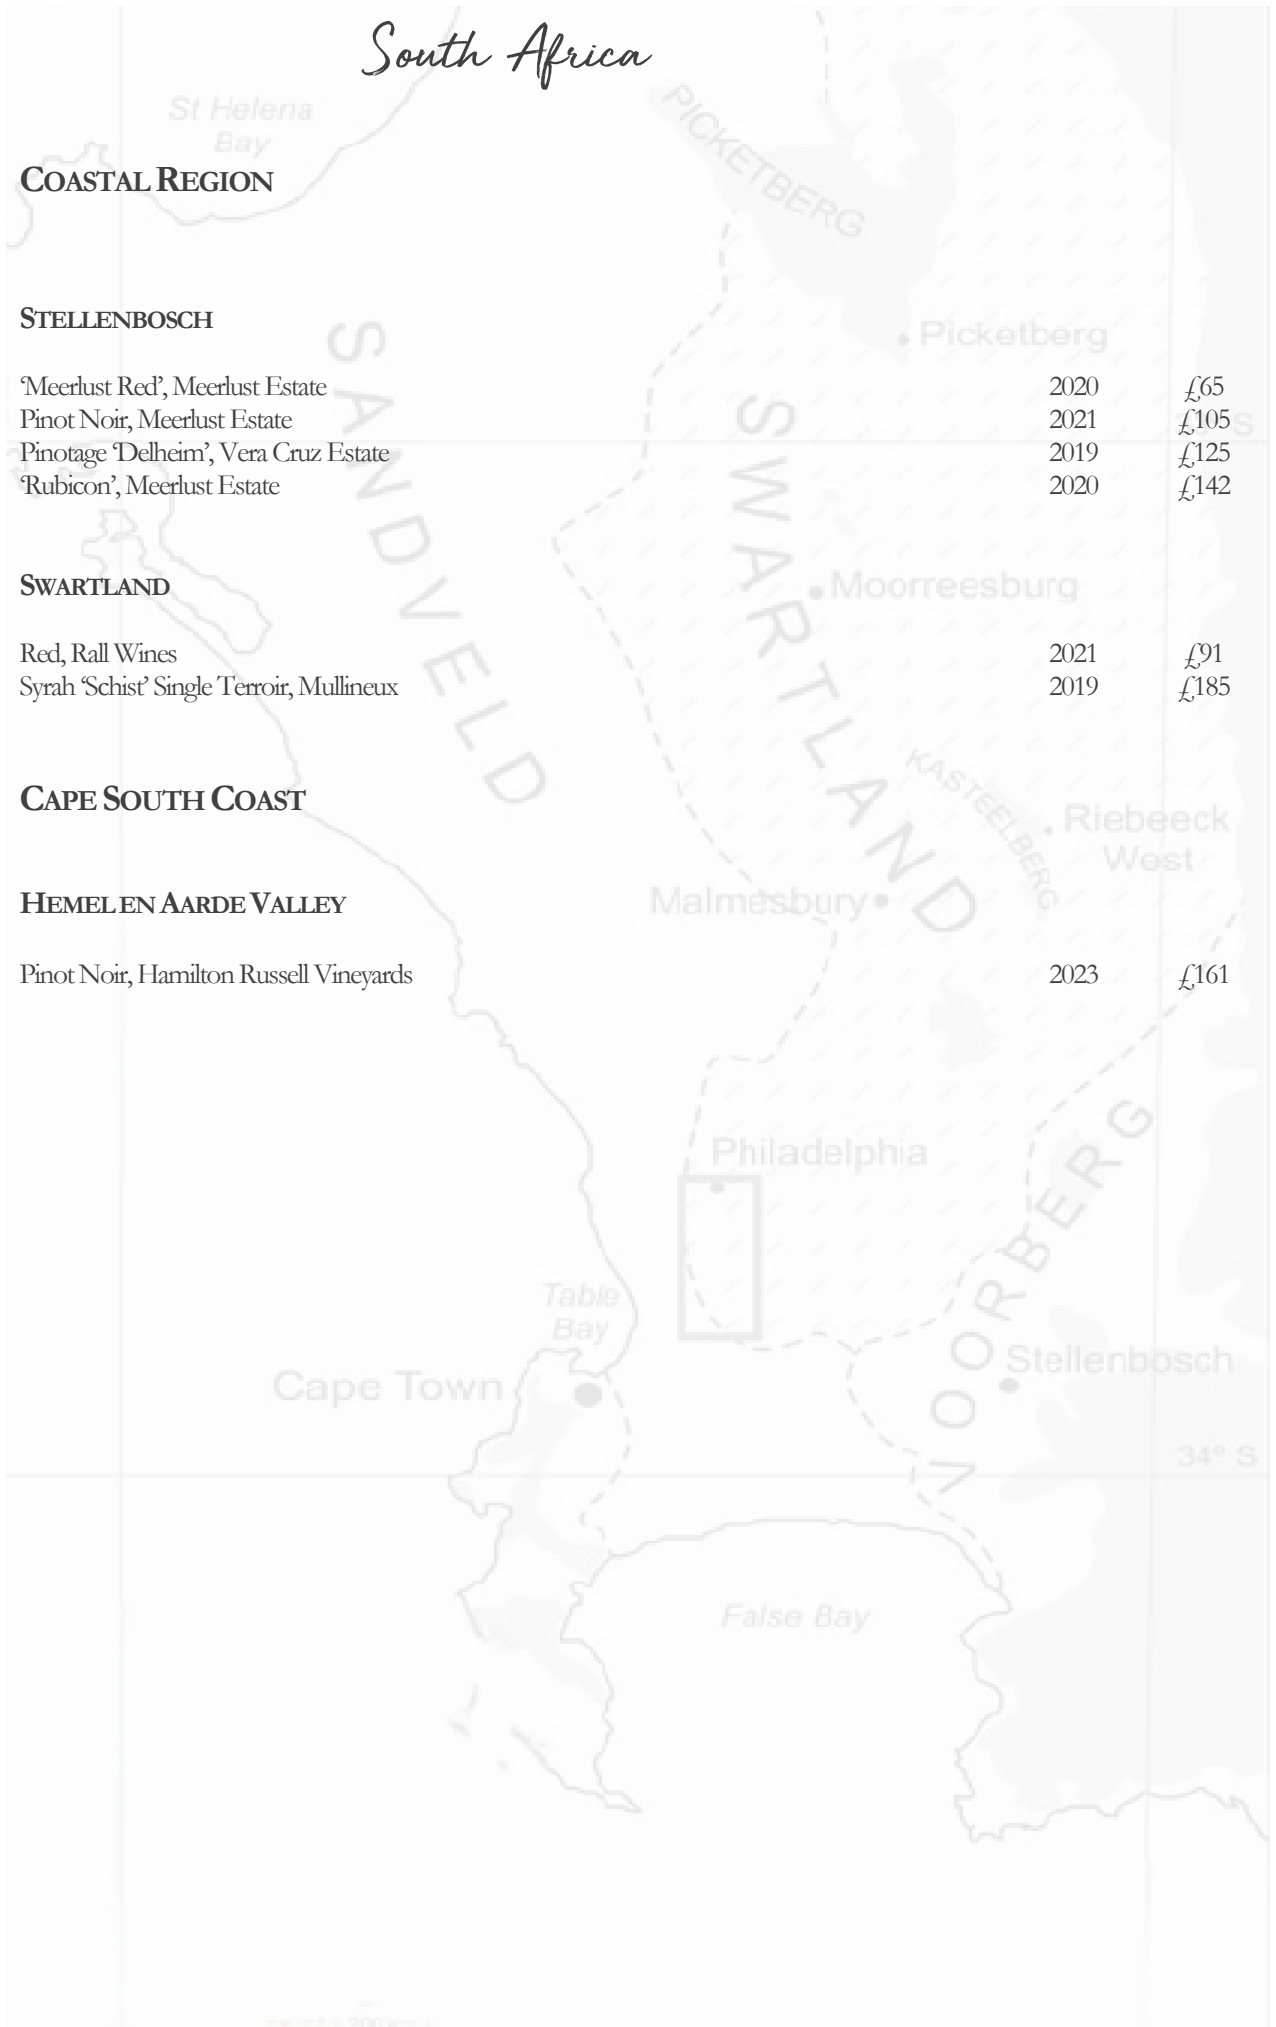 South Africa
St Helena
Bay
PICKETBERG
COASTAL REGION
STELLENBOSCH
SANDVELD
Picketberg
SWARTLAND
‘Meerlust Red’, Meerlust Estate 2020 £65
Pinot Noir, Meerlust Estate 2021 £105
Pinotage ‘Delheim’, Vera Cruz Estate 2019 £125
‘Rubicon’, Meerlust Estate 2020 £142
SWARTLAND
Moorreesburg
Red, Rall Wines 2021 £91
Syrah ‘Schist’ Single Terroir, Mullineux 2019 £185
KASTEELBERG
CAPE SOUTH COAST
Riebeeck
West
HEMEL EN AARDE VALLEY
Malmesbury
Pinot Noir, Hamilton Russell Vineyards 2023 £161
VOORBERG
Philadelphia
Table
Bay
Stellenbosch
Cape Town
34° S
False Bay